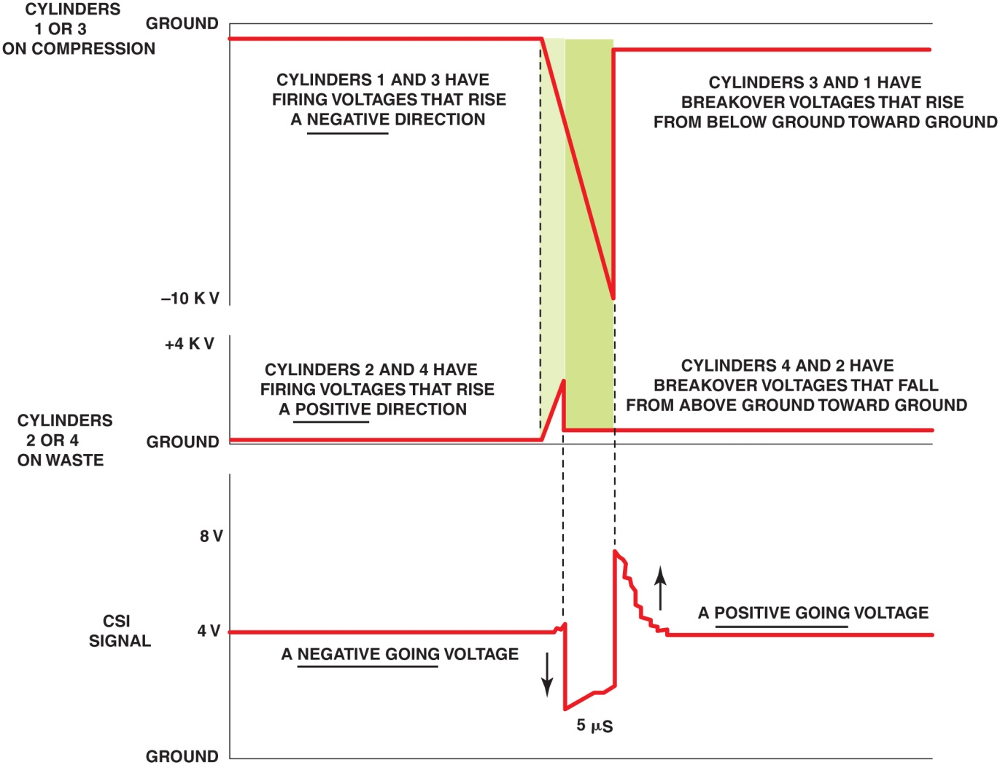 CYLINDERS
1 OR 3
ON COMPRESSION
GROUND
CYLINDERS 1 AND 3 HAVE
FIRING VOLTAGES THAT RISE
A NEGATIVE DIRECTION
CYLINDERS 3 AND 1 HAVE
BREAKOVER VOLTAGES THAT RISE
FROM BELOW GROUND TOWARD GROUND
–10 K V
+4 K V
CYLINDERS 2 AND 4 HAVE
FIRING VOLTAGES THAT RISE
A POSITIVE DIRECTION
CYLINDERS 4 AND 2 HAVE
BREAKOVER VOLTAGES THAT FALL
FROM ABOVE GROUND TOWARD GROUND
CYLINDERS
2 OR 4
ON WASTE
GROUND
8 V
CSI
SIGNAL
4 V
A NEGATIVE GOING VOLTAGE
A POSITIVE GOING VOLTAGE
5 µS
GROUND